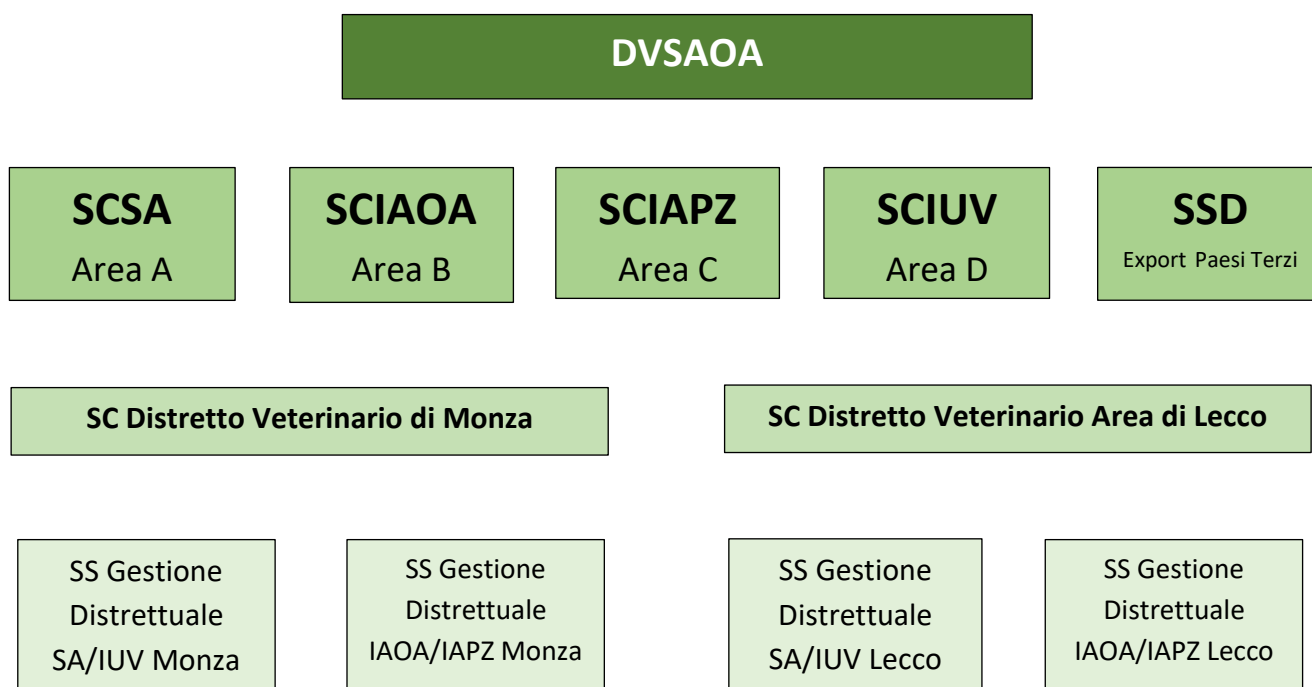 DVSAOA
SCSA
Area A
SCIAOA
Area B
SCIAPZ
Area C
SCIUV
Area D
SSD
Export Paesi Terzi
SC Distretto Veterinario di Monza
SC Distretto Veterinario Area di Lecco
SS Gestione
Distrettuale
SA/IUV Monza
SS Gestione
Distrettuale
IAOA/IAPZ Monza
SS Gestione
Distrettuale
SA/IUV Lecco
SS Gestione
Distrettuale
IAOA/IAPZ Lecco